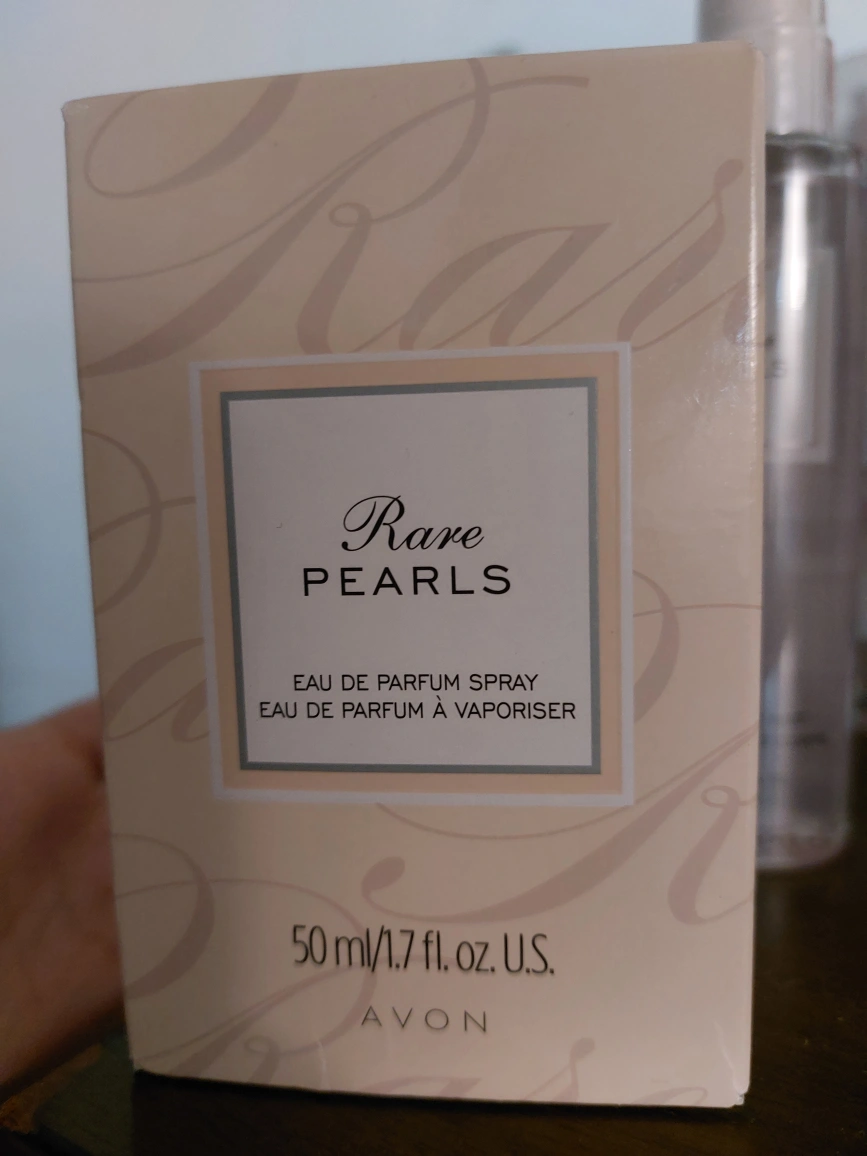 Rare
PEARLS
EAU DE PARFUM SPRAY
EAU DE PARFUM À VAPORISER
50 ml/1.7 fl. oz. U.S.
AVON